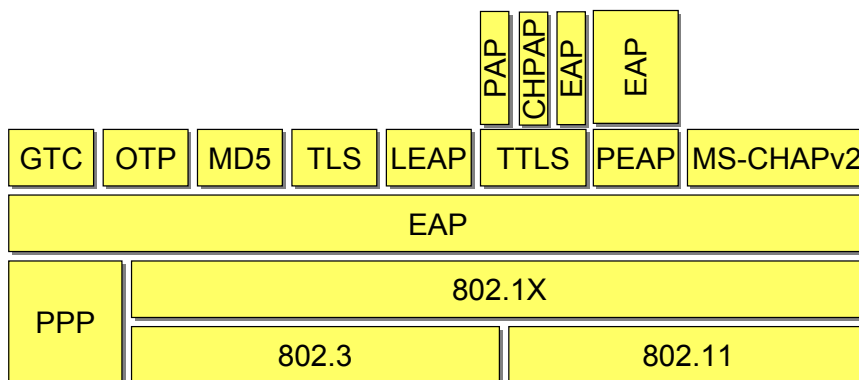 PAP
CHPAP
EAP
EAP
GTC
OTP
MD5
TLS
LEAP
TTLS
PEAP
MS-CHAPv2
EAP
PPP
802.1X
802.3
802.11